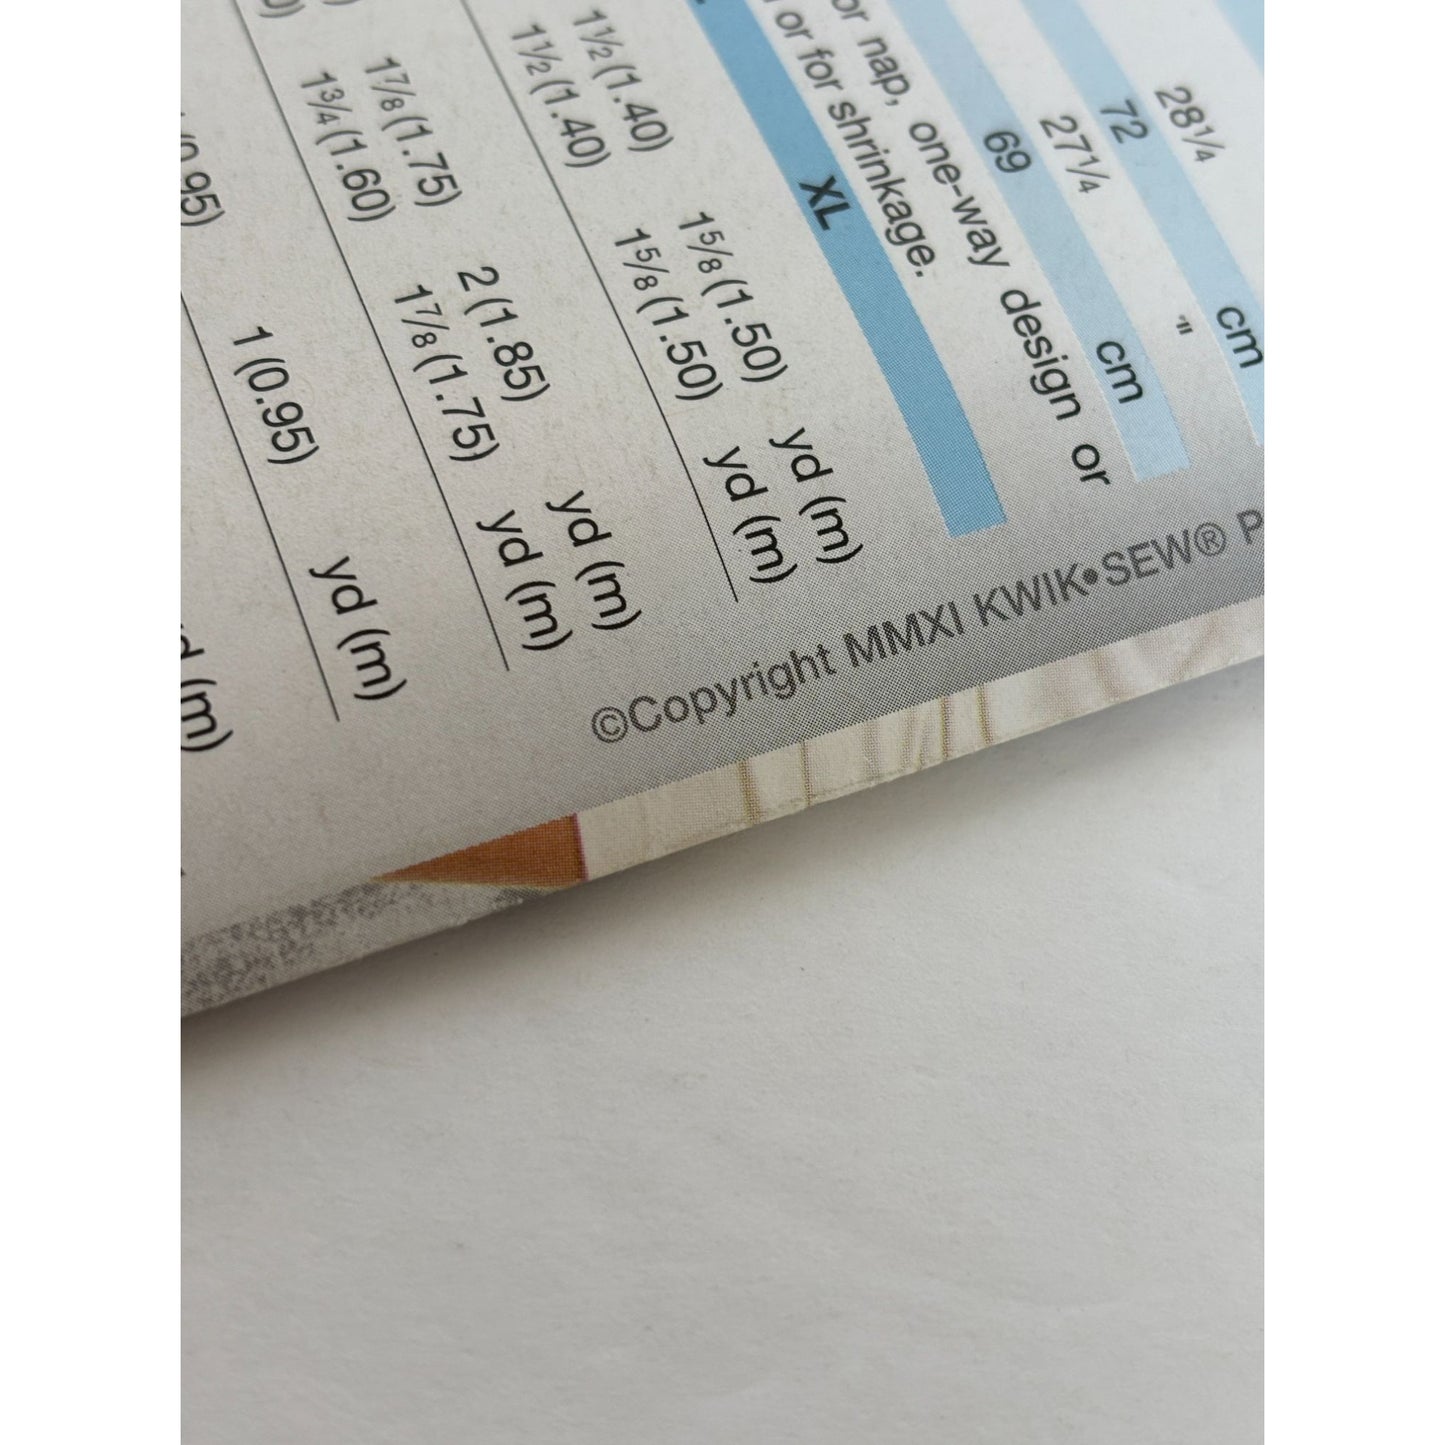 28¼
72 cm
27¼ "
69 cm
or nap, one-way design or
or for shrinkage.
XL
1½ (1.40) 1⅝ (1.50) yd (m)
1½ (1.40) 1⅝ (1.50) yd (m)
1⅞ (1.75) 2 (1.85) yd (m)
1¾ (1.60) 1⅞ (1.75) yd (m)
(0.95) 1 (0.95) yd (m)
(m)
©Copyright MMXI KWIK•SEW® P